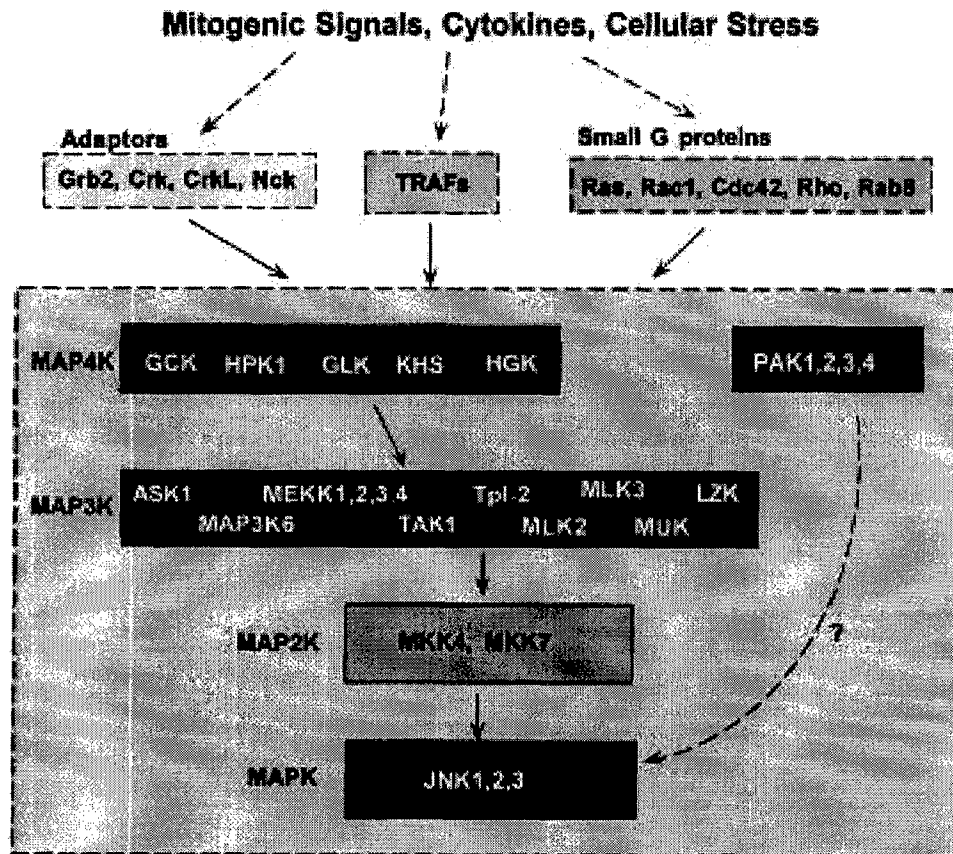 Mitogenic Signals, Cytokines, Cellular Stress
Adaptors
Grb2, Crk, CrkL, Nck
TRAFs
Small G proteins
Ras, Rac1, Cdc42, Rho, Rab8
MAP4K
GCK HPK1 GLK KHS HGK
PAK1,2,3,4
MAP3K
ASK1 MEKK1,2,3,4 Tpl-2 MLK3 LZK
MAP3K6 TAK1 MLK2 MUK
MAP2K
MKK4, MKK7
?
MAPK
JNK1,2,3